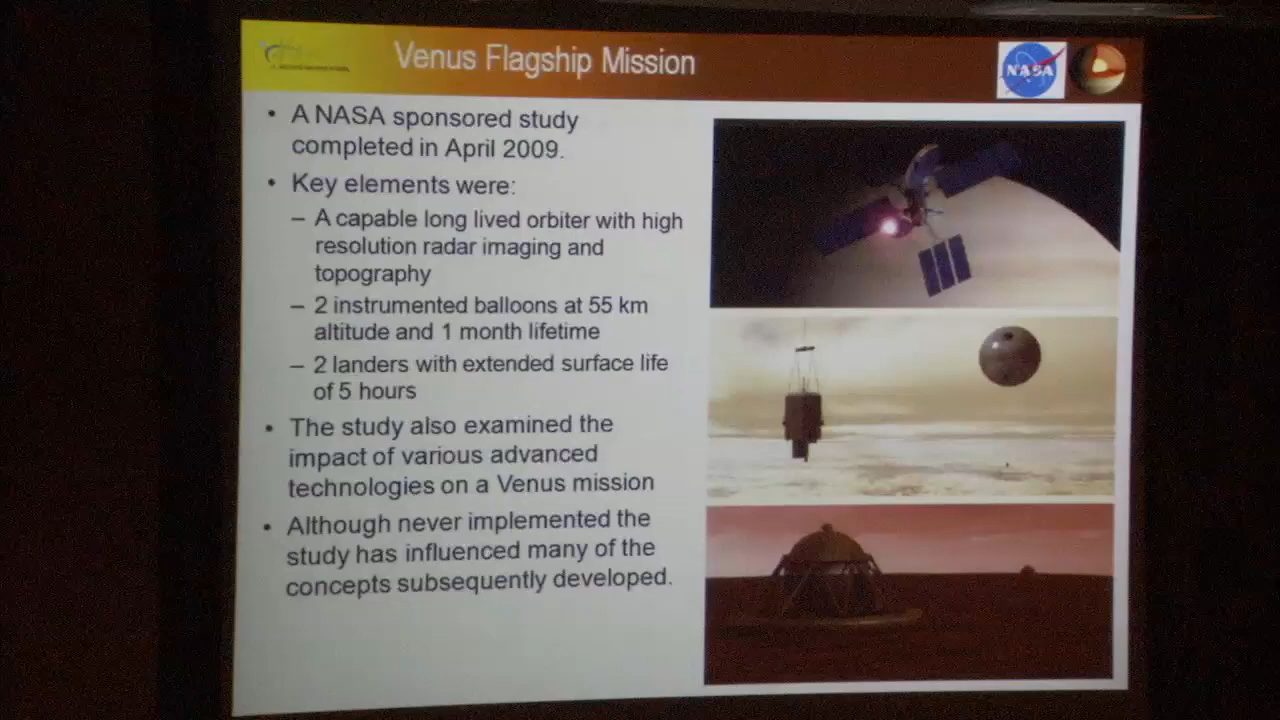 Venus Flagship Mission
NASA
• A NASA sponsored study
completed in April 2009.
• Key elements were:
– A capable long lived orbiter with high
resolution radar imaging and
topography
– 2 instrumented balloons at 55 km
altitude and 1 month lifetime
– 2 landers with extended surface life
of 5 hours
• The study also examined the
impact of various advanced
technologies on a Venus mission
• Although never implemented the
study has influenced many of the
concepts subsequently developed.